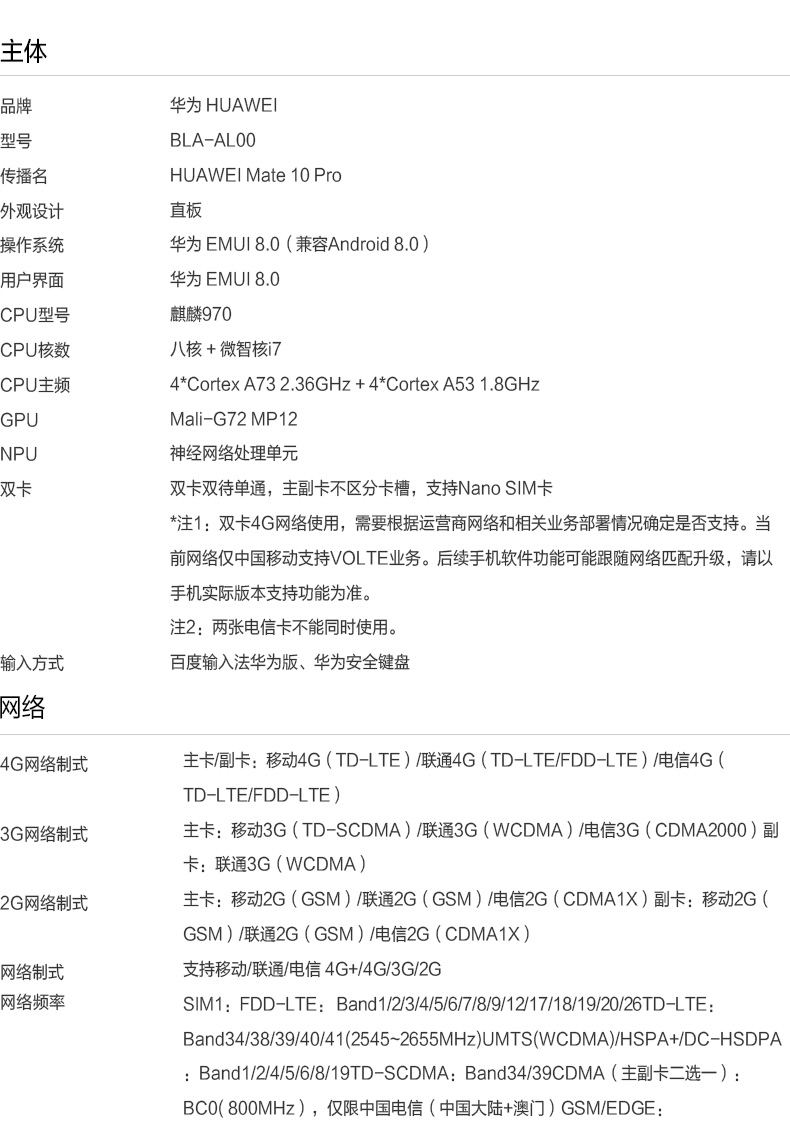 主体
品牌 华为 HUAWEI
型号 BLA-AL00
传播名 HUAWEI Mate 10 Pro
外观设计 直板
操作系统 华为 EMUI 8.0（兼容Android 8.0）
用户界面 华为 EMUI 8.0
CPU型号 麒麟970
CPU核数 八核 + 微智核i7
CPU主频 4*Cortex A73 2.36GHz + 4*Cortex A53 1.8GHz
GPU Mali-G72 MP12
NPU 神经网络处理单元
双卡 双卡双待单通，主副卡不区分卡槽，支持Nano SIM卡
*注1：双卡4G网络使用，需要根据运营商网络和相关业务部署情况确定是否支持。当
前网络仅中国移动支持VOLTE业务。后续手机软件功能可能跟随网络匹配升级，请以
手机实际版本支持功能为准。
注2：两张电信卡不能同时使用。
输入方式 百度输入法华为版、华为安全键盘
网络
4G网络制式 主卡/副卡：移动4G（TD-LTE）/联通4G（TD-LTE/FDD-LTE）/电信4G（
TD-LTE/FDD-LTE）
3G网络制式 主卡：移动3G（TD-SCDMA）/联通3G（WCDMA）/电信3G（CDMA2000）副
卡：联通3G（WCDMA）
2G网络制式 主卡：移动2G（GSM）/联通2G（GSM）/电信2G（CDMA1X）副卡：移动2G（
GSM）/联通2G（GSM）/电信2G（CDMA1X）
网络制式 支持移动/联通/电信 4G+/4G/3G/2G
网络频率 SIM1：FDD-LTE：Band1/2/3/4/5/6/7/8/9/12/17/18/19/20/26TD-LTE：
Band34/38/39/40/41(2545~2655MHz)UMTS(WCDMA)/HSPA+/DC-HSDPA
：Band1/2/4/5/6/8/19TD-SCDMA：Band34/39CDMA（主副卡二选一）：
BC0(800MHz），仅限中国电信（中国大陆+澳门）GSM/EDGE：